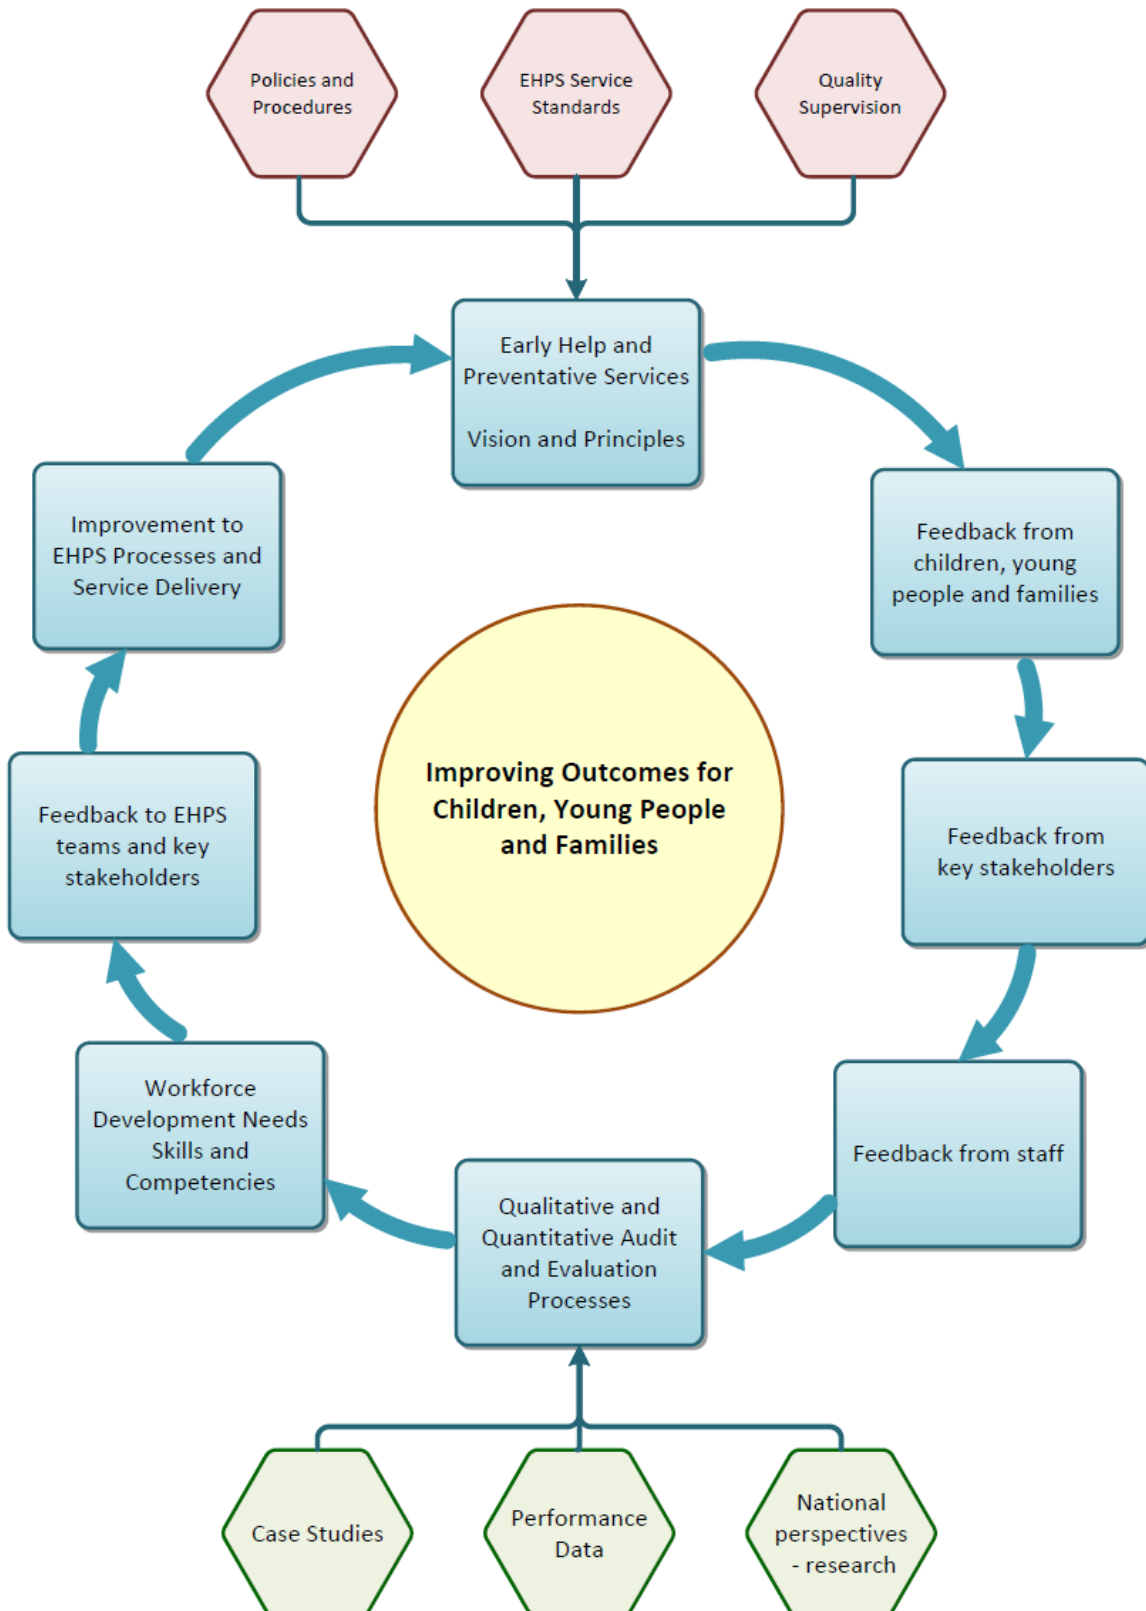 Policies and
Procedures
EHPS Service
Standards
Quality
Supervision
Early Help and
Preventative Services
Vision and Principles
Feedback from
children, young
people and families
Feedback from
key stakeholders
Feedback from staff
Qualitative and
Quantitative Audit
and Evaluation
Processes
Workforce
Development Needs
Skills and
Competencies
Feedback to EHPS
teams and key
stakeholders
Improvement to
EHPS Processes and
Service Delivery
Improving Outcomes for
Children, Young People
and Families
Case Studies
Performance
Data
National
perspectives
- research